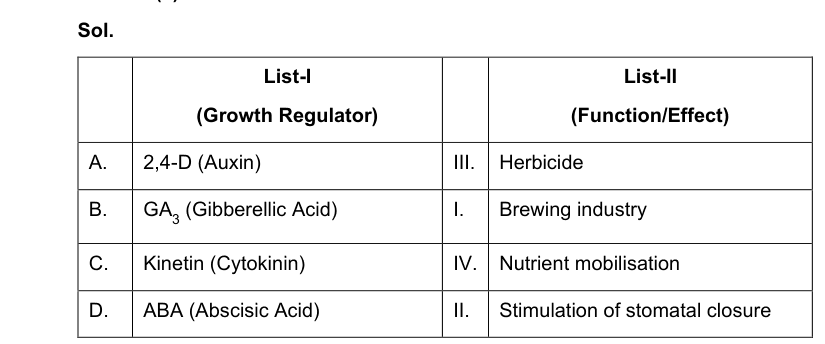 Sol.
List-I
(Growth Regulator)
List-II
(Function/Effect)
A. 2,4-D (Auxin) III. Herbicide
B. GA3 (Gibberellic Acid) I. Brewing industry
C. Kinetin (Cytokinin) IV. Nutrient mobilisation
D. ABA (Abscisic Acid) II. Stimulation of stomatal closure